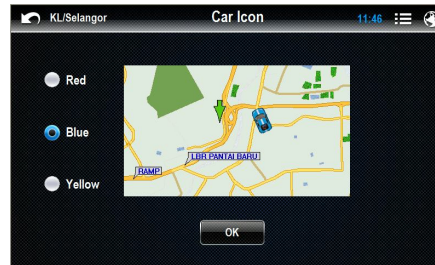 KL/Selangor
Car Icon
11:46
Red
Blue
Yellow
LBR PANTAI BARU
RAMP
OK